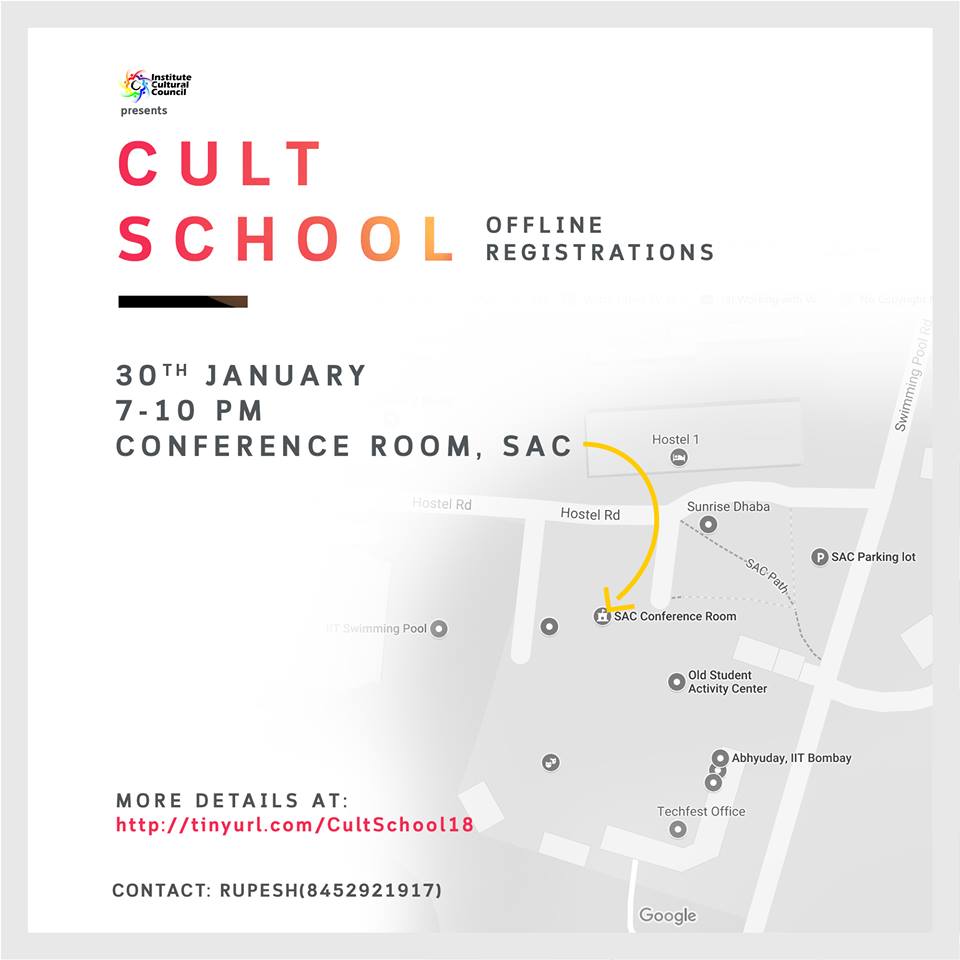 Institute
Cultural
Council
presents
CULT
SCHOOL
OFFLINE
REGISTRATIONS
30TH JANUARY
7-10 PM
CONFERENCE ROOM, SAC
Swimming Pool Rd
Hostel 1
Hostel Rd
Hostel Rd
Sunrise Dhaba
SAC Parking lot
SAC Path
SAC Conference Room
IIT Swimming Pool
Old Student
Activity Center
Abhyuday, IIT Bombay
Techfest Office
MORE DETAILS AT:
http://tinyurl.com/CultSchool18
CONTACT: RUPESH(8452921917)
Google